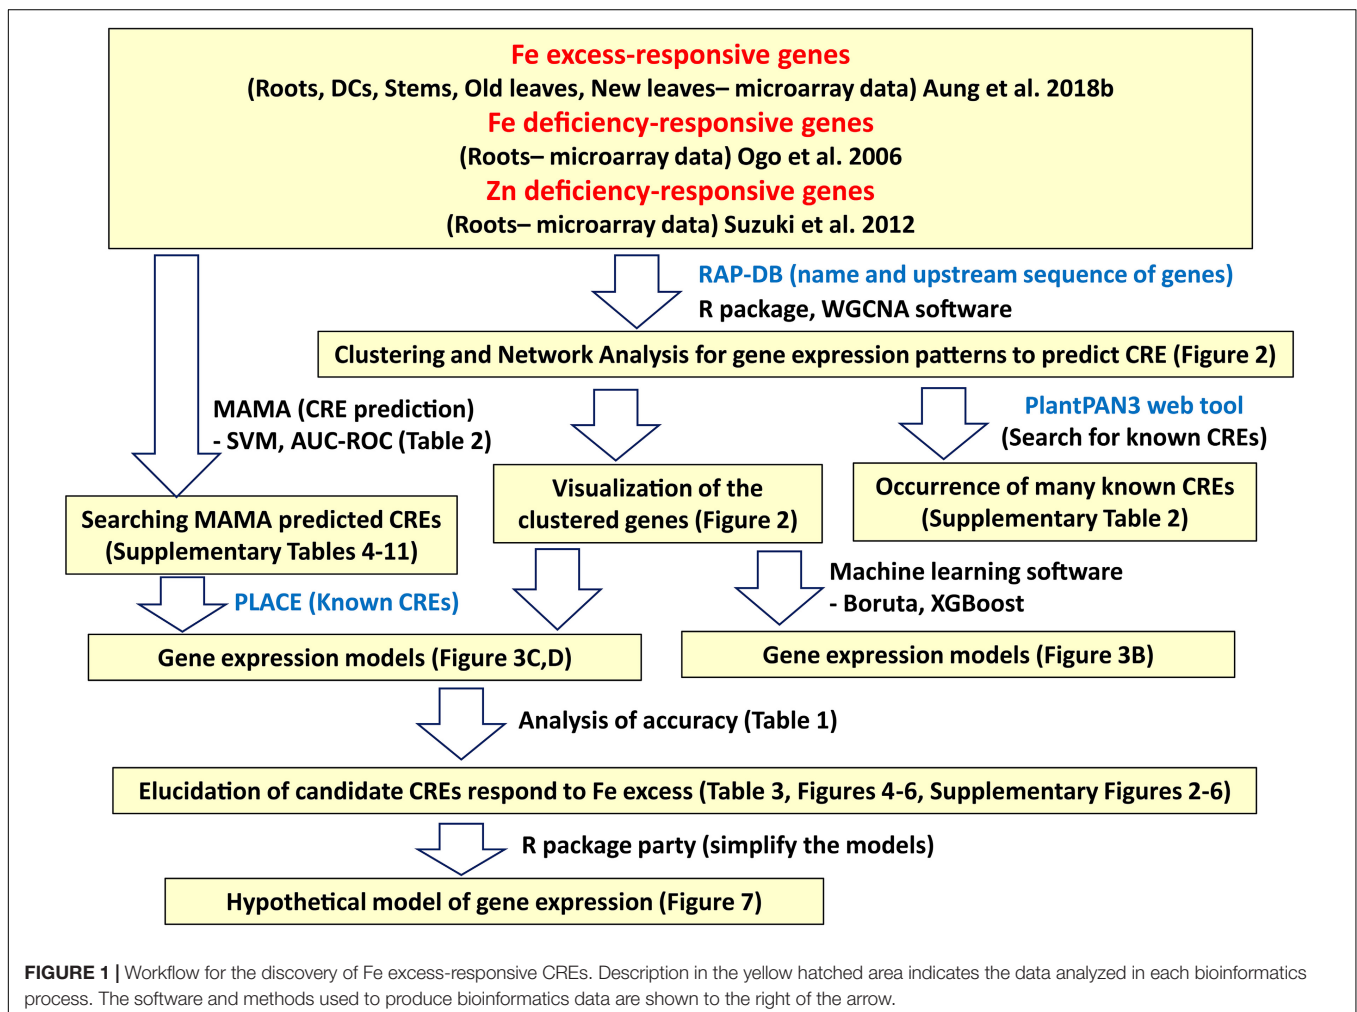 Fe excess-responsive genes
(Roots, DCs, Stems, Old leaves, New leaves– microarray data) Aung et al. 2018b
Fe deficiency-responsive genes
(Roots– microarray data) Ogo et al. 2006
Zn deficiency-responsive genes
(Roots– microarray data) Suzuki et al. 2012
RAP-DB (name and upstream sequence of genes)
R package, WGCNA software
Clustering and Network Analysis for gene expression patterns to predict CRE (Figure 2)
MAMA (CRE prediction)
- SVM, AUC-ROC (Table 2)
PlantPAN3 web tool
(Search for known CREs)
Searching MAMA predicted CREs
(Supplementary Tables 4-11)
Visualization of the
clustered genes (Figure 2)
Occurrence of many known CREs
(Supplementary Table 2)
PLACE (Known CREs)
Machine learning software
- Boruta, XGBoost
Gene expression models (Figure 3C,D)
Gene expression models (Figure 3B)
Analysis of accuracy (Table 1)
Elucidation of candidate CREs respond to Fe excess (Table 3, Figures 4-6, Supplementary Figures 2-6)
R package party (simplify the models)
Hypothetical model of gene expression (Figure 7)
FIGURE 1 | Workflow for the discovery of Fe excess-responsive CREs. Description in the yellow hatched area indicates the data analyzed in each bioinformatics
process. The software and methods used to produce bioinformatics data are shown to the right of the arrow.